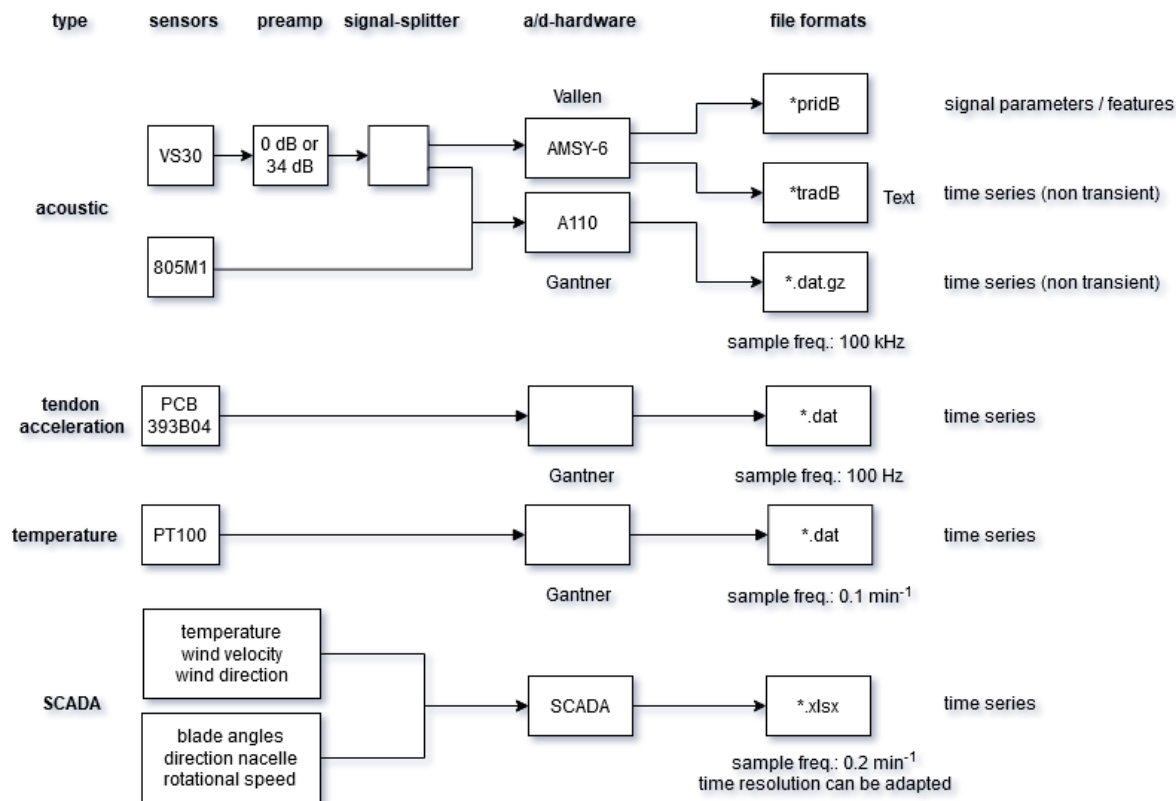 type sensors preamp signal-splitter a/d-hardware file formats
Vallen
*pridB
signal parameters / features
VS30
0 dB or
34 dB
AMSY-6
*tradB
Text
time series (non transient)
acoustic
A110
805M1
Gantner
*.dat.gz
time series (non transient)
sample freq.: 100 kHz
tendon
acceleration
PCB
393B04
*.dat
time series
Gantner
sample freq.: 100 Hz
temperature
PT100
*.dat
time series
Gantner
sample freq.: 0.1 min⁻¹
temperature
wind velocity
wind direction
SCADA
SCADA
*.xlsx
time series
blade angles
direction nacelle
rotational speed
sample freq.: 0.2 min⁻¹
time resolution can be adapted